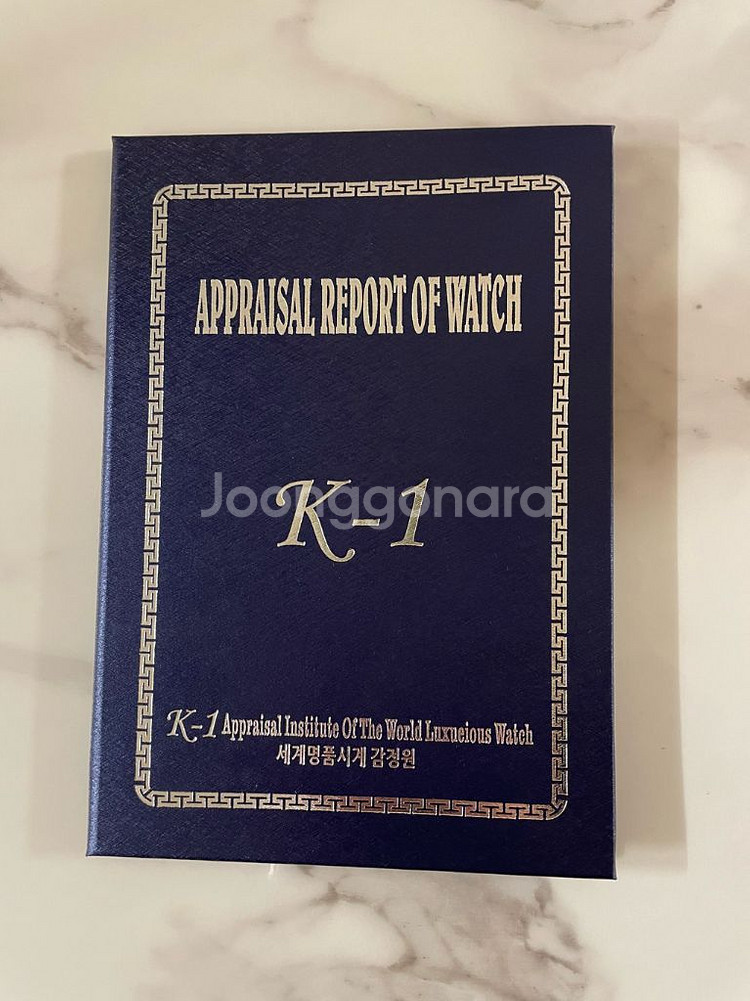 APPRAISAL REPORT OF WATCH
Joonggonara
K-1
K-1 Appraisal Institute Of The World Luxueious Watch
세계명품시계 감정원